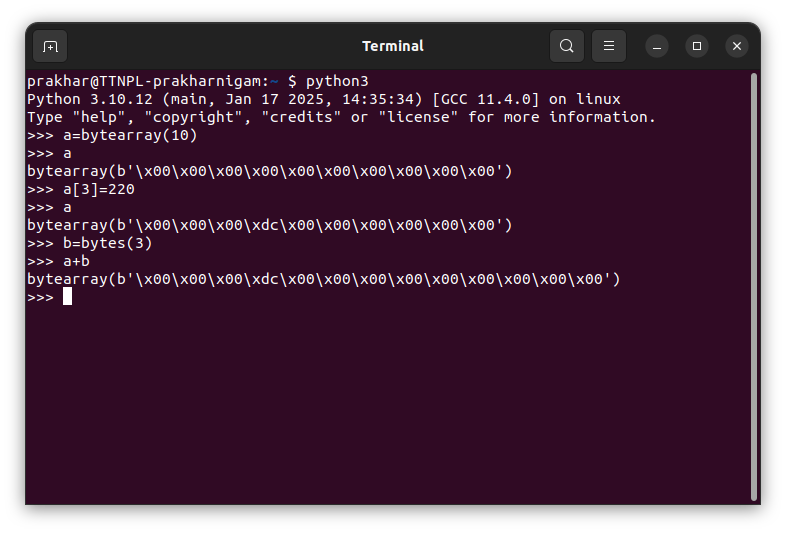 Terminal
prakhar@TTNPL-prakharnigam:~ $ python3
Python 3.10.12 (main, Jan 17 2025, 14:35:34) [GCC 11.4.0] on linux
Type "help", "copyright", "credits" or "license" for more information.
>>> a=bytearray(10)
>>> a
bytearray(b'\x00\x00\x00\x00\x00\x00\x00\x00\x00\x00')
>>> a[3]=220
>>> a
bytearray(b'\x00\x00\x00\xdc\x00\x00\x00\x00\x00\x00')
>>> b=bytes(3)
>>> a+b
bytearray(b'\x00\x00\x00\xdc\x00\x00\x00\x00\x00\x00\x00\x00\x00')
>>>